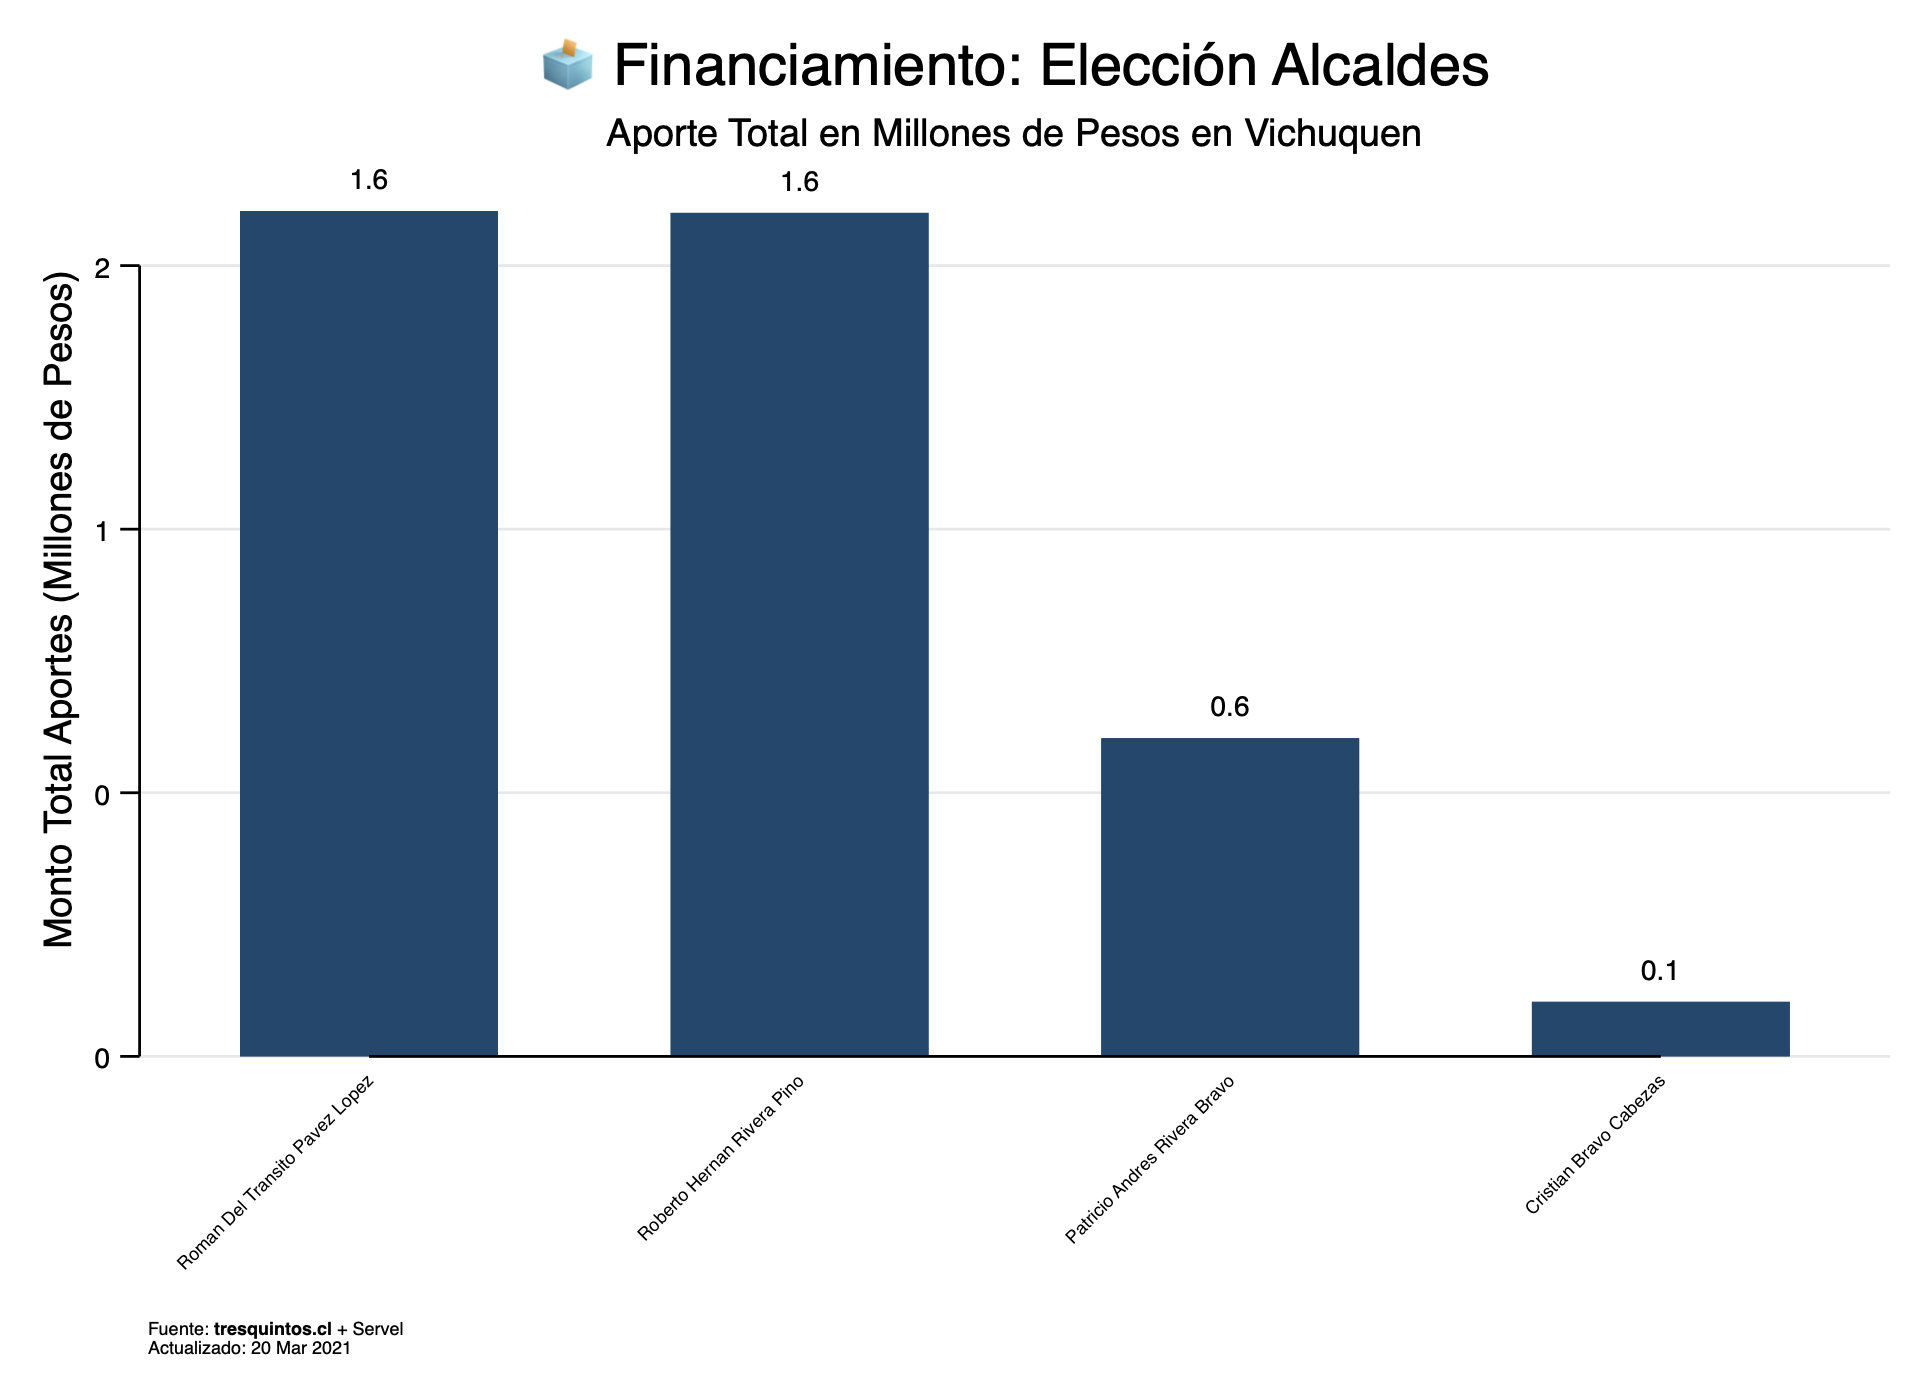 Financiamiento: Elección Alcaldes
Aporte Total en Millones de Pesos en Vichuquen
Monto Total Aportes (Millones de Pesos)
2
1
0
0
1.6
1.6
0.6
0.1
Roman Del Transito Pavez Lopez
Roberto Hernan Rivera Pino
Patricio Andres Rivera Bravo
Cristian Bravo Cabezas
Fuente: tresquintos.cl + Servel
Actualizado: 20 Mar 2021